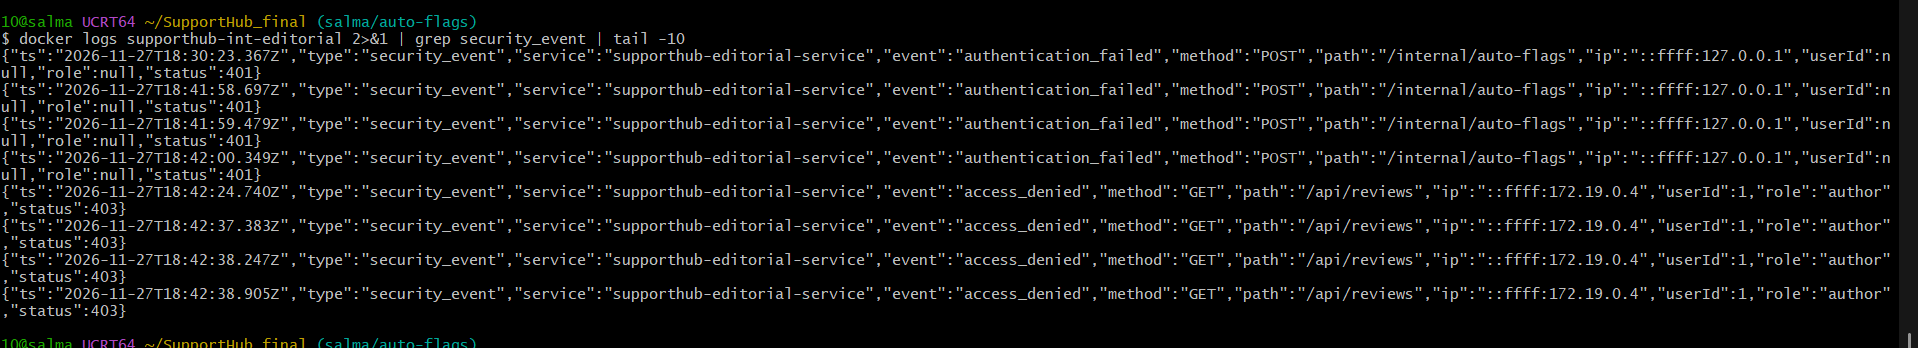 10@salma UCRT64 ~/SupportHub_final (salma/auto-flags)
$ docker logs supporthub-int-editorial 2>&1 | grep security_event | tail -10
{"ts":"2026-11-27T18:30:23.367Z","type":"security_event","service":"supporthub-editorial-service","event":"authentication_failed","method":"POST","path":"/internal/auto-flags","ip":"::ffff:127.0.0.1","userId":n
ull,"role":null,"status":401}
{"ts":"2026-11-27T18:41:58.697Z","type":"security_event","service":"supporthub-editorial-service","event":"authentication_failed","method":"POST","path":"/internal/auto-flags","ip":"::ffff:127.0.0.1","userId":n
ull,"role":null,"status":401}
{"ts":"2026-11-27T18:41:59.479Z","type":"security_event","service":"supporthub-editorial-service","event":"authentication_failed","method":"POST","path":"/internal/auto-flags","ip":"::ffff:127.0.0.1","userId":n
ull,"role":null,"status":401}
{"ts":"2026-11-27T18:42:00.349Z","type":"security_event","service":"supporthub-editorial-service","event":"authentication_failed","method":"POST","path":"/internal/auto-flags","ip":"::ffff:127.0.0.1","userId":n
ull,"role":null,"status":401}
{"ts":"2026-11-27T18:42:24.740Z","type":"security_event","service":"supporthub-editorial-service","event":"access_denied","method":"GET","path":"/api/reviews","ip":"::ffff:172.19.0.4","userId":1,"role":"author"
,"status":403}
{"ts":"2026-11-27T18:42:37.383Z","type":"security_event","service":"supporthub-editorial-service","event":"access_denied","method":"GET","path":"/api/reviews","ip":"::ffff:172.19.0.4","userId":1,"role":"author"
,"status":403}
{"ts":"2026-11-27T18:42:38.247Z","type":"security_event","service":"supporthub-editorial-service","event":"access_denied","method":"GET","path":"/api/reviews","ip":"::ffff:172.19.0.4","userId":1,"role":"author"
,"status":403}
{"ts":"2026-11-27T18:42:38.905Z","type":"security_event","service":"supporthub-editorial-service","event":"access_denied","method":"GET","path":"/api/reviews","ip":"::ffff:172.19.0.4","userId":1,"role":"author"
,"status":403}
10@salma UCRT64 ~/SupportHub_final (salma/auto-flags)